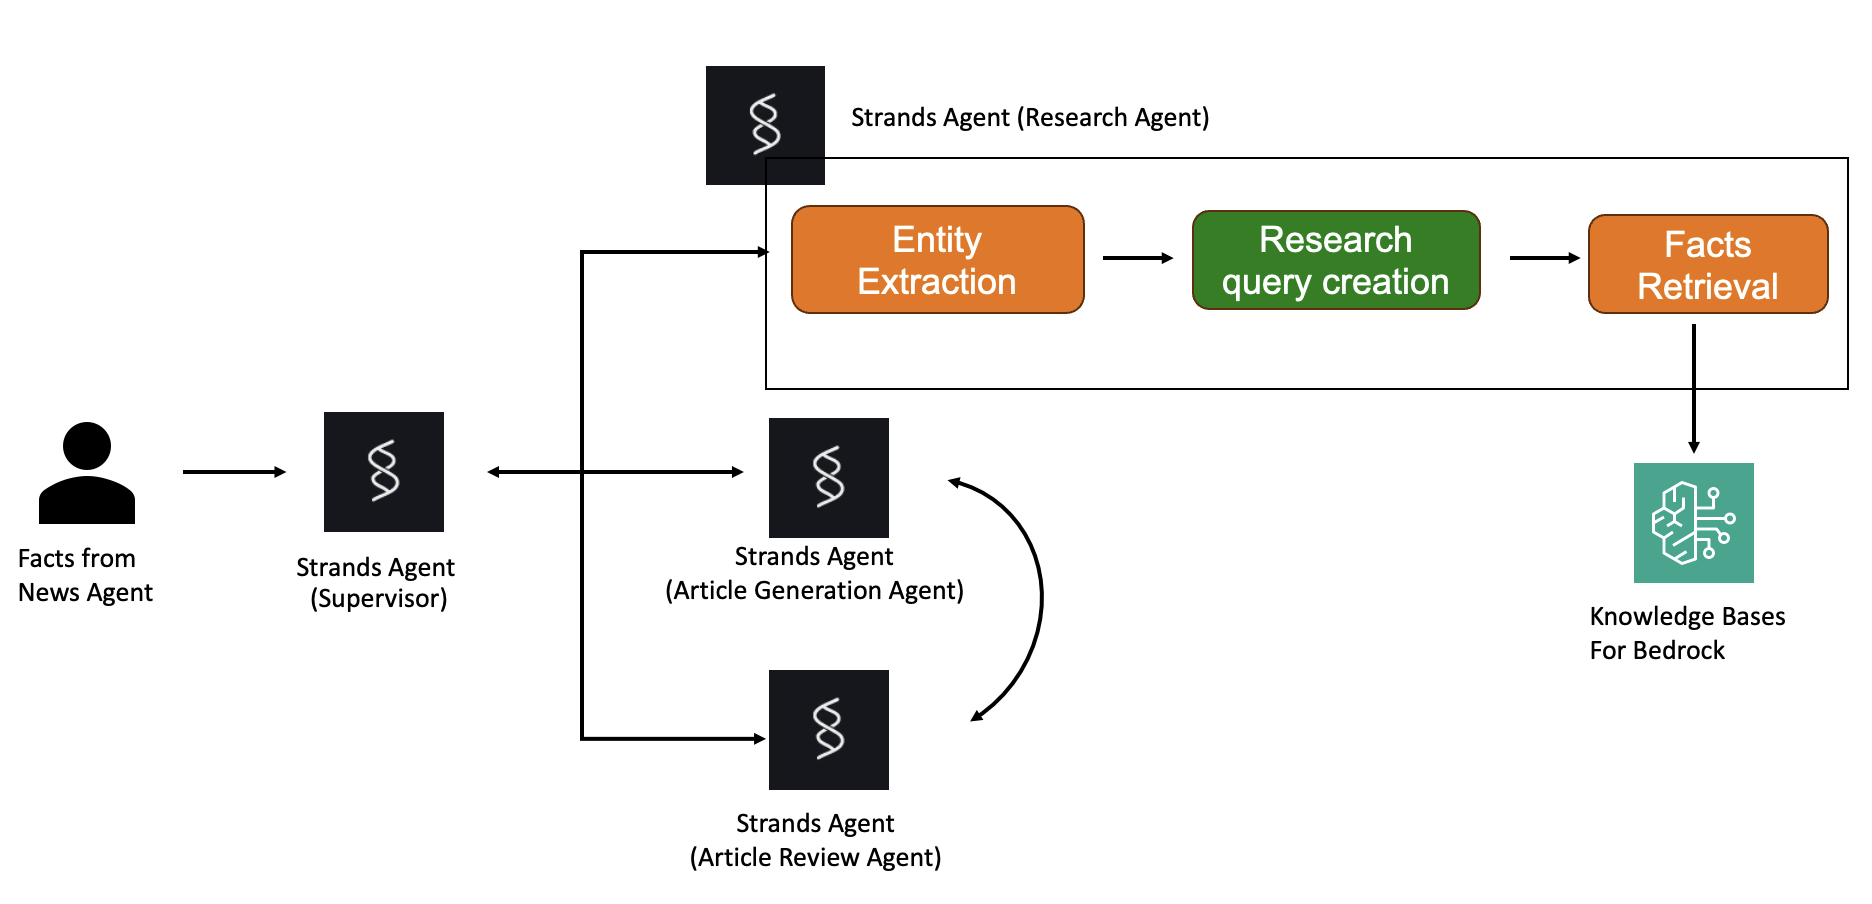 Strands Agent (Research Agent)
Entity
Extraction
Research
query creation
Facts
Retrieval
Facts from
News Agent
Strands Agent
(Supervisor)
Strands Agent
(Article Generation Agent)
Knowledge Bases
For Bedrock
Strands Agent
(Article Review Agent)